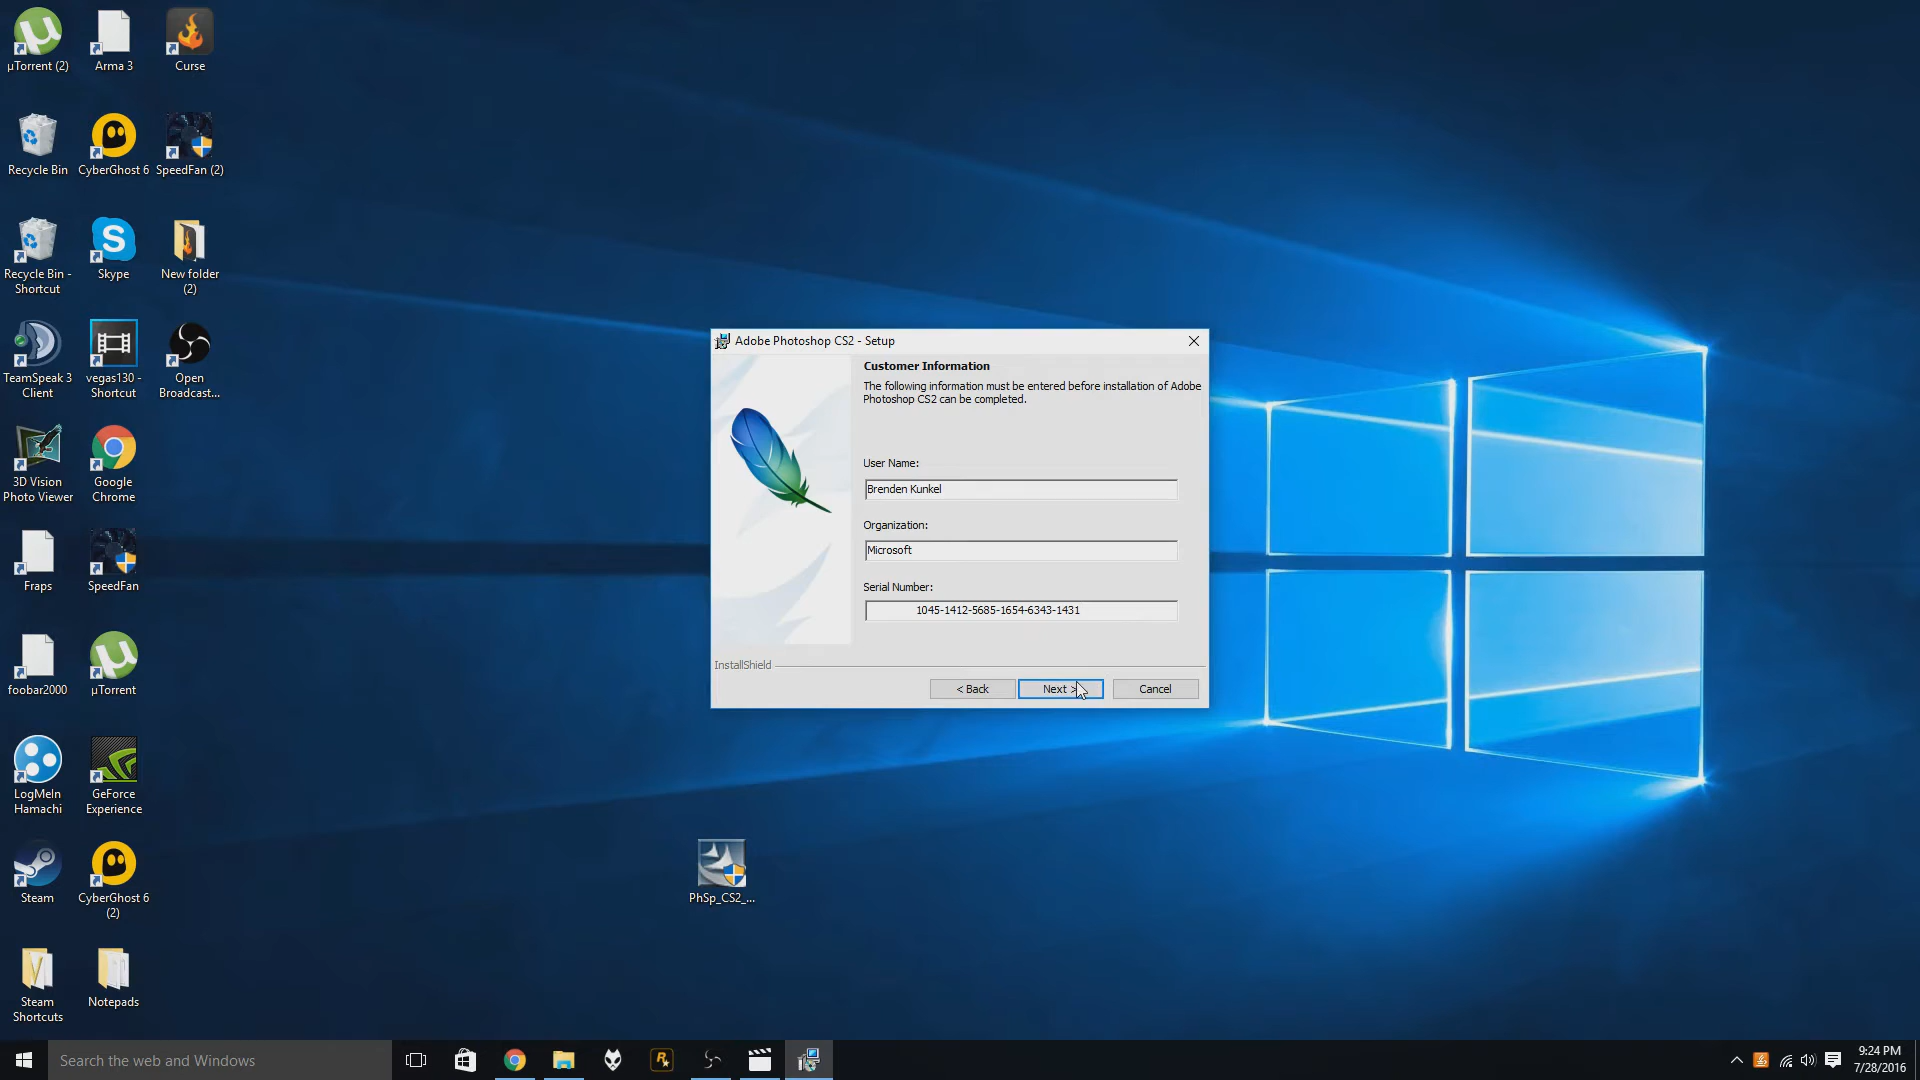 µTorrent (2)
Arma 3
Curse
Recycle Bin
CyberGhost 6
SpeedFan (2)
Recycle Bin -
Shortcut
Skype
New folder
(2)
TeamSpeak 3
Client
vegas130 -
Shortcut
Open
Broadcast...
3D Vision
Photo Viewer
Google
Chrome
Fraps
SpeedFan
foobar2000
µTorrent
LogMeIn
Hamachi
GeForce
Experience
Steam
CyberGhost 6
(2)
Steam
Shortcuts
Notepads
Adobe Photoshop CS2 - Setup
Customer Information
The following information must be entered before installation of Adobe
Photoshop CS2 can be completed.
User Name:
Brenden Kunkel
Organization:
Microsoft
Serial Number:
1045-1412-5685-1654-6343-1431
InstallShield
< Back
Next >
Cancel
PhSp_CS2_...
Search the web and Windows
9:24 PM
7/28/2016